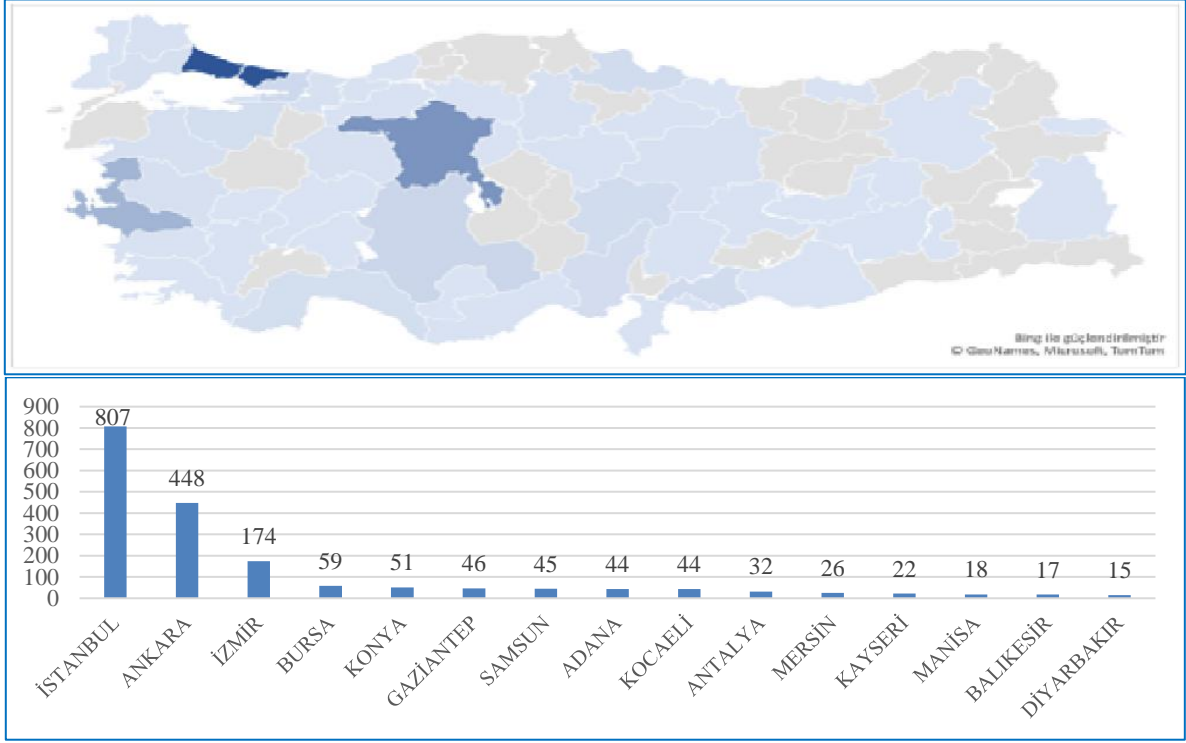 Bing ile güçlendirilmiştir
© GeoNames, Microsoft, TomTom
900
800
700
600
500
400
300
200
100
0
807
448
174
59
51
46
45
44
44
32
26
22
18
17
15
İSTANBUL
ANKARA
İZMİR
BURSA
KONYA
GAZİANTEP
SAMSUN
ADANA
KOCAELİ
ANTALYA
MERSİN
KAYSERİ
MANİSA
BALIKESİR
DİYARBAKIR